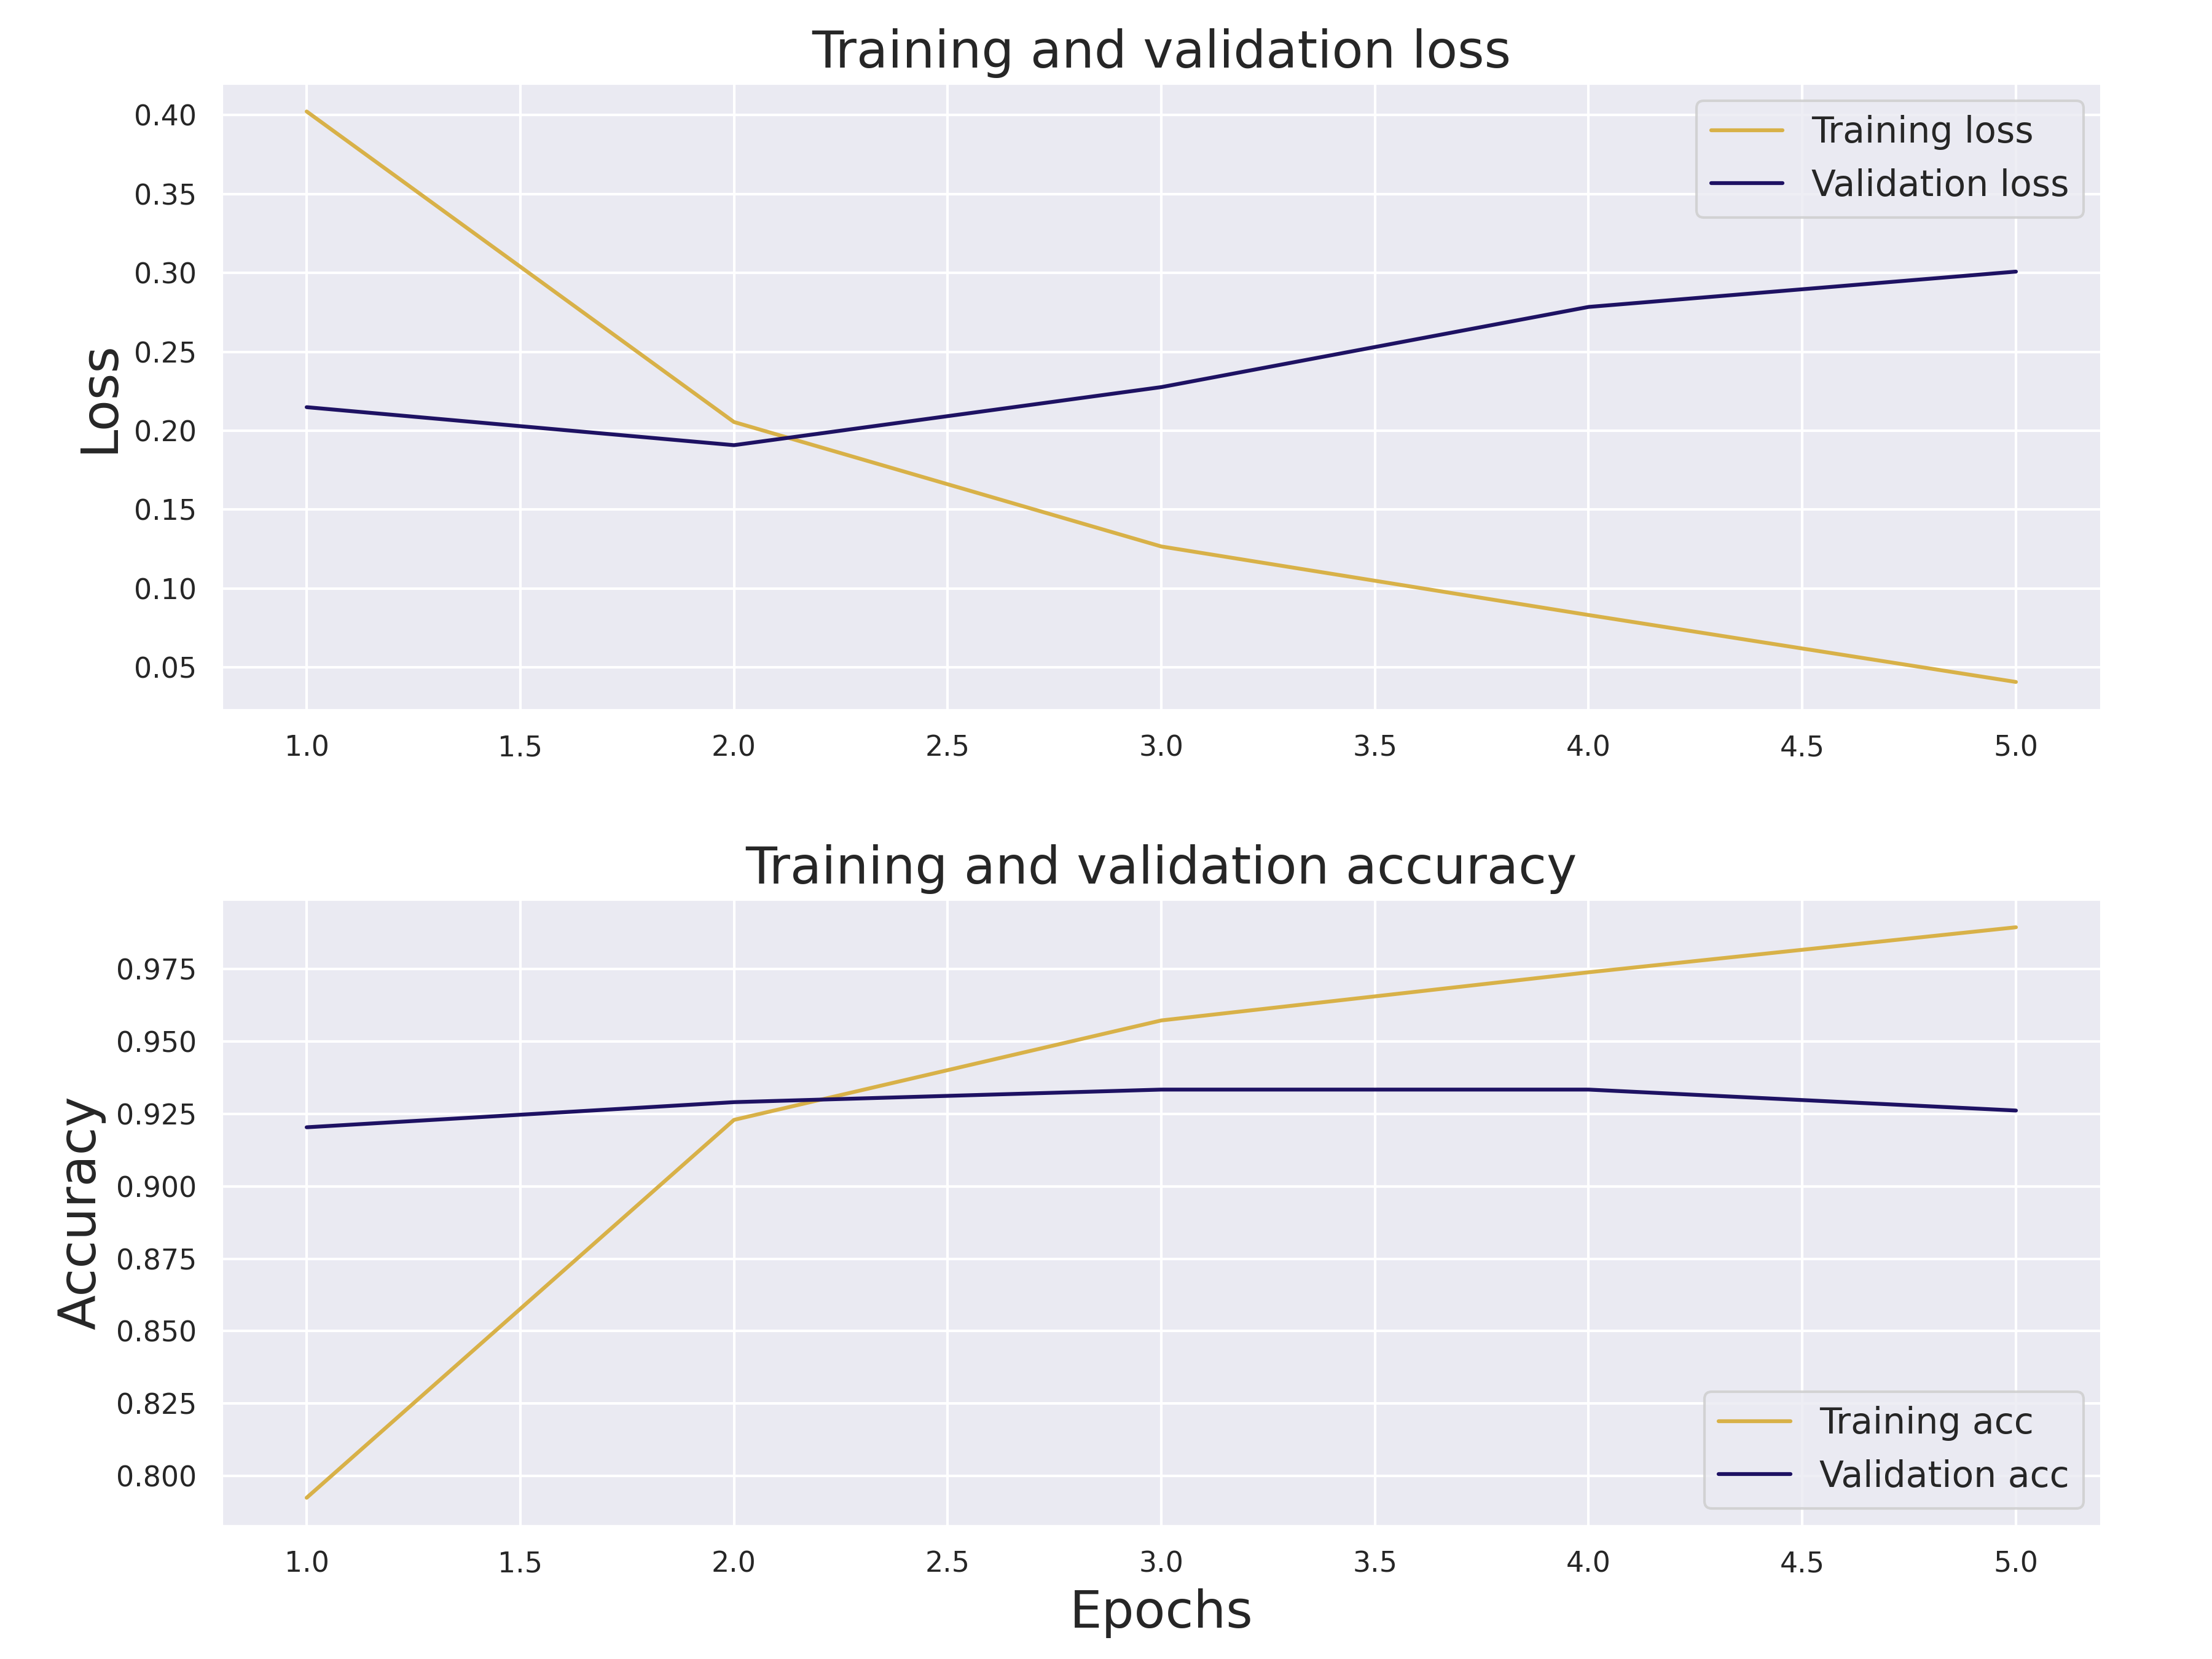 Training and validation loss
Loss
0.40
0.35
0.30
0.25
0.20
0.15
0.10
0.05
Training loss
Validation loss
1.0 1.5 2.0 2.5 3.0 3.5 4.0 4.5 5.0
Training and validation accuracy
Accuracy
0.975
0.950
0.925
0.900
0.875
0.850
0.825
0.800
Training acc
Validation acc
1.0 1.5 2.0 2.5 3.0 3.5 4.0 4.5 5.0
Epochs